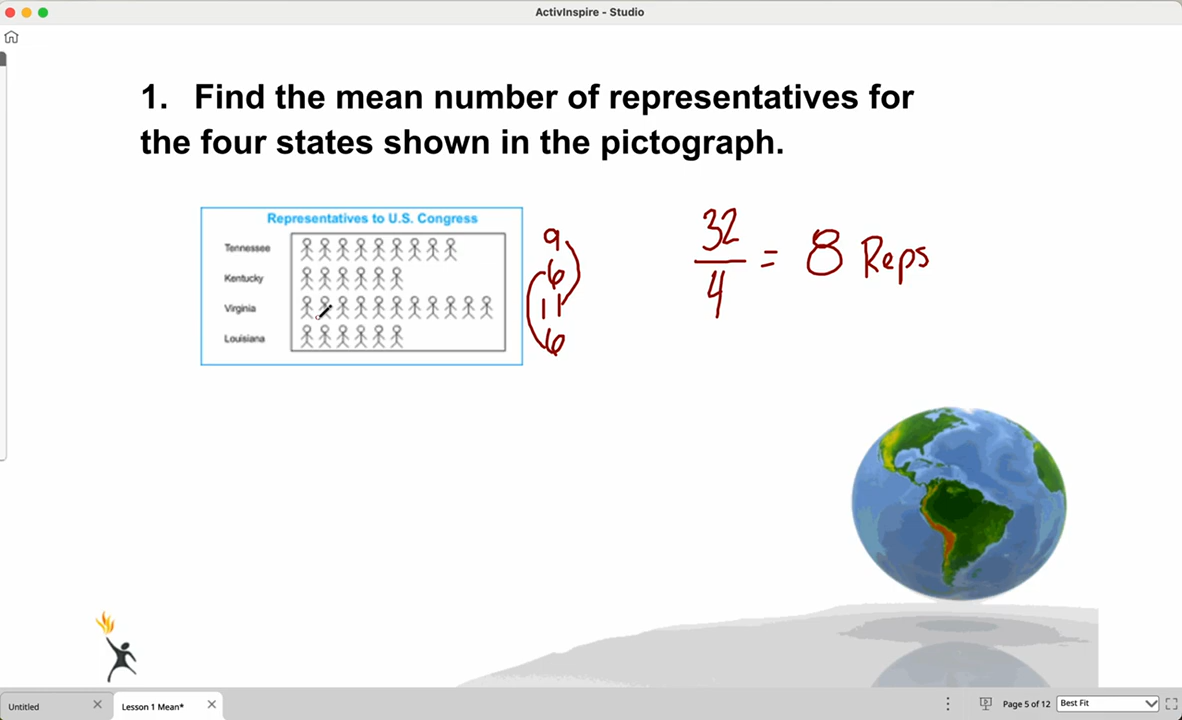 ActivInspire - Studio
1. Find the mean number of representatives for
the four states shown in the pictograph.
Representatives to U.S. Congress
Tennessee
Kentucky
Virginia
Louisiana
9
6
11
6
32
4
= 8 Reps
Untitled
Lesson 1 Mean*
Page 5 of 12
Best Fit